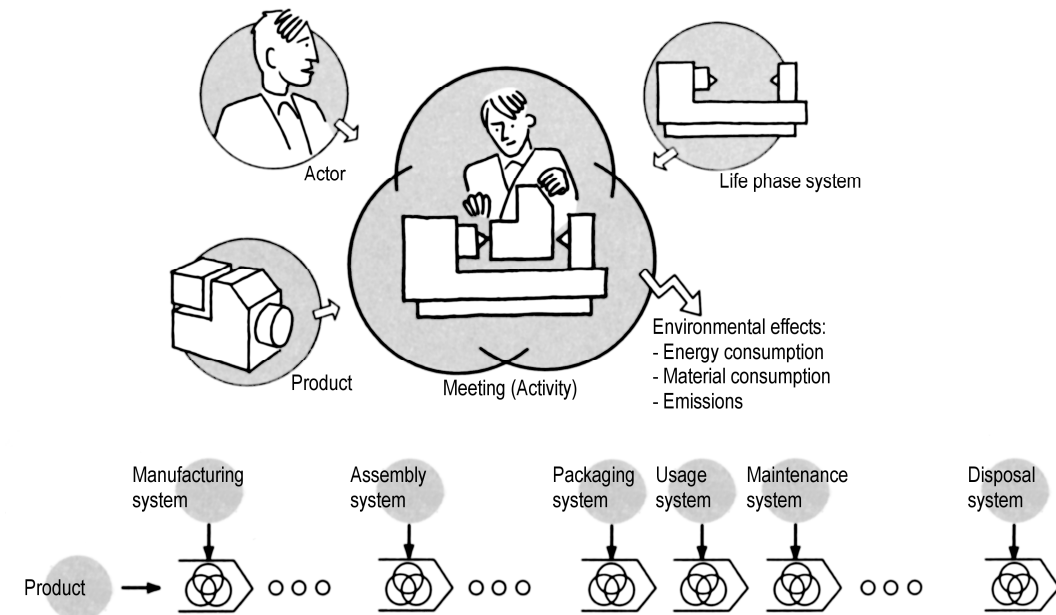 Actor
Life phase system
Product
Meeting (Activity)
Environmental effects:
- Energy consumption
- Material consumption
- Emissions
Manufacturing
system
Assembly
system
Packaging
system
Usage
system
Maintenance
system
Disposal
system
Product